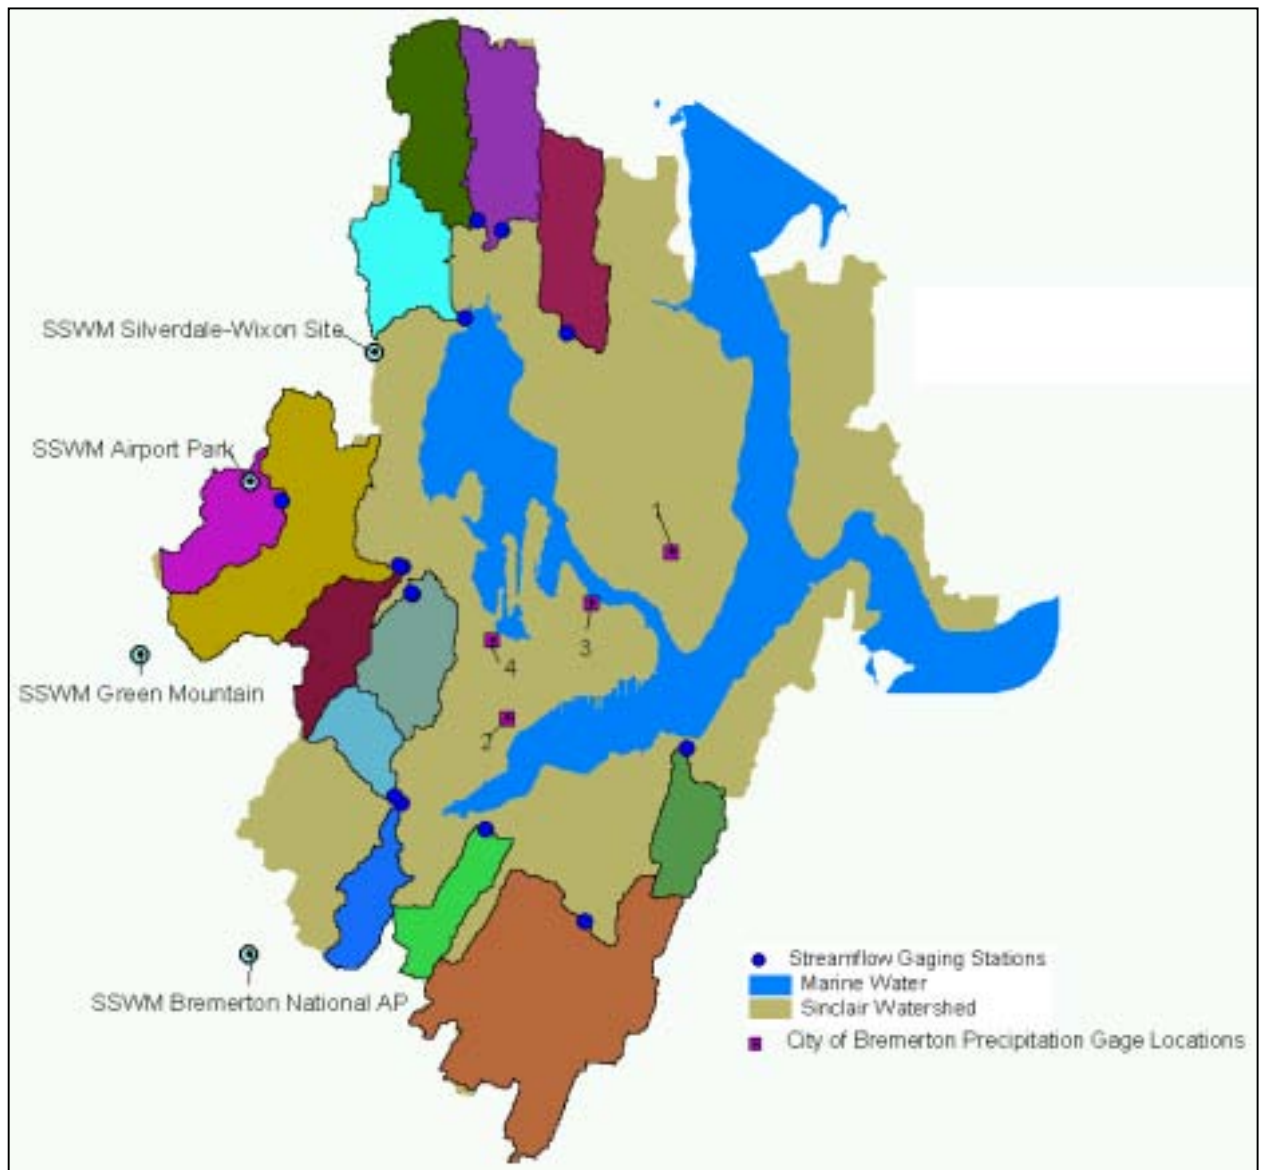 SSWM Silverdale-Wixon Site
SSWM Airport Park
1
3
4
SSWM Green Mountain
2
Streamflow Gaging Stations
Marine Water
Sinclair Watershed
SSWM Bremerton National AP
City of Bremerton Precipitation Gage Locations